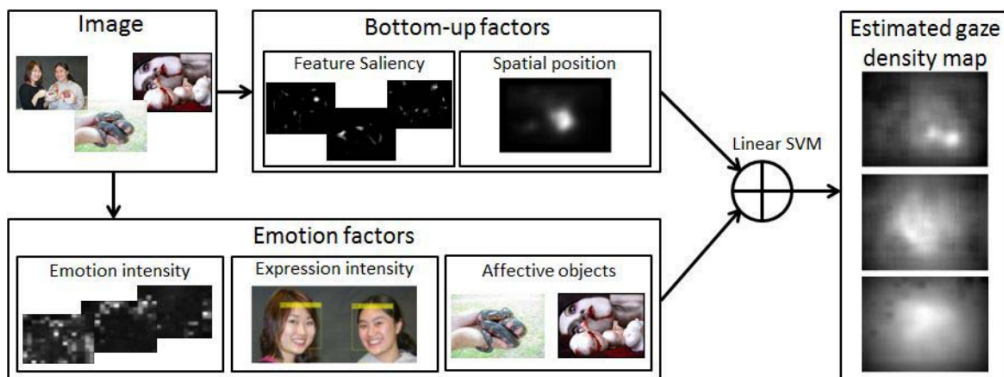 Image
Bottom-up factors
Feature Saliency
Spatial position
Estimated gaze
density map
Linear SVM
Emotion factors
Emotion intensity
Expression intensity
Affective objects